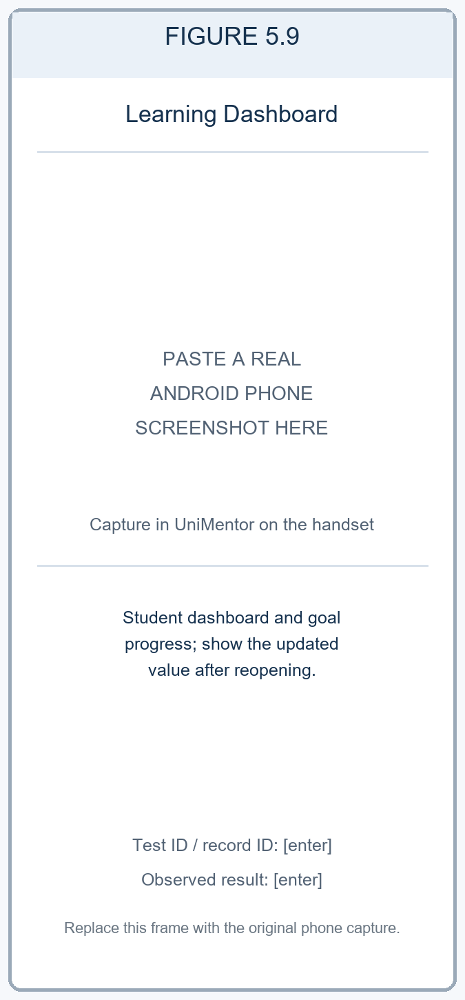 FIGURE 5.9
Learning Dashboard
PASTE A REAL
ANDROID PHONE
SCREENSHOT HERE
Capture in UniMentor on the handset
Student dashboard and goal
progress; show the updated
value after reopening.
Test ID / record ID: [enter]
Observed result: [enter]
Replace this frame with the original phone capture.